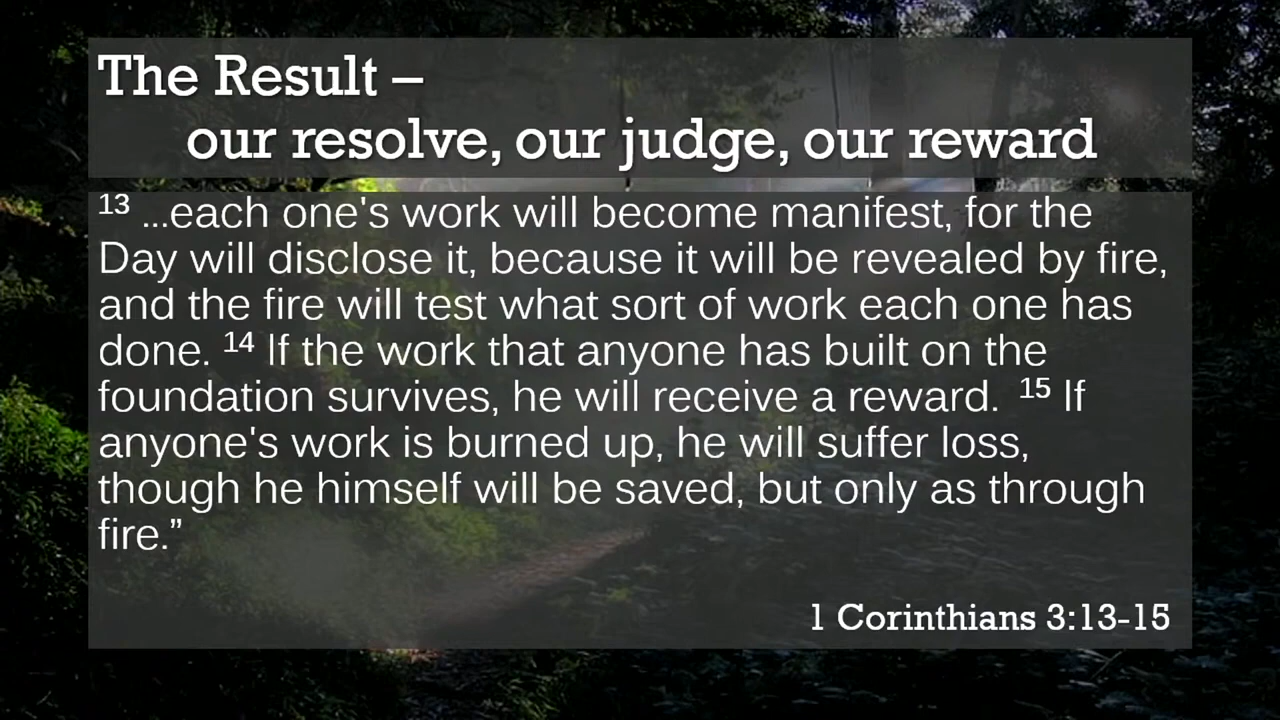 The Result –
our resolve, our judge, our reward
13 ...each one's work will become manifest, for the
Day will disclose it, because it will be revealed by fire,
and the fire will test what sort of work each one has
done. 14 If the work that anyone has built on the
foundation survives, he will receive a reward. 15 If
anyone's work is burned up, he will suffer loss,
though he himself will be saved, but only as through
fire.”
1 Corinthians 3:13-15